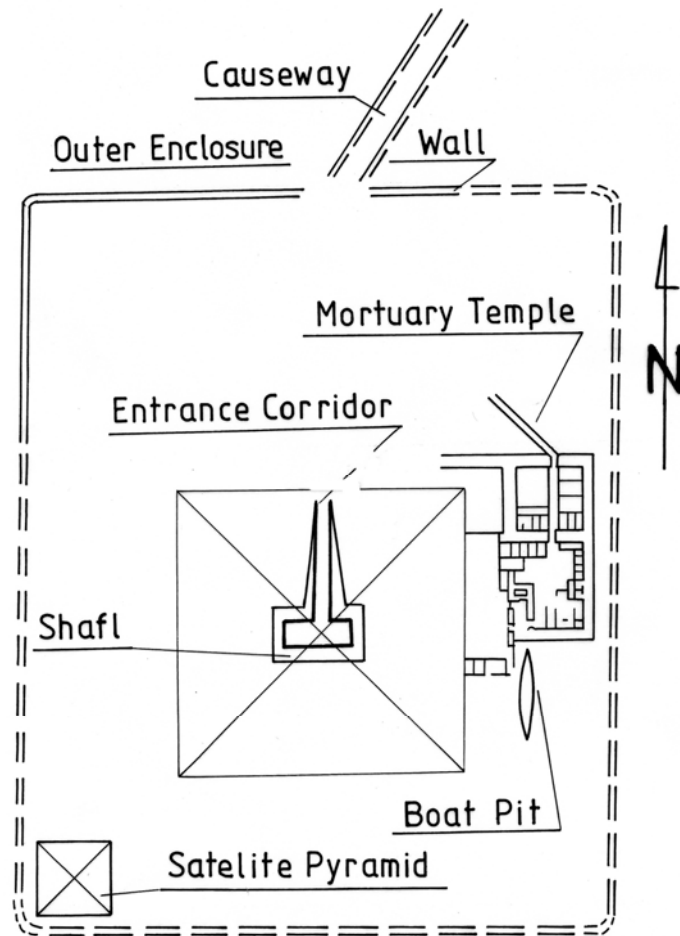 Causeway
Outer Enclosure
Wall
Mortuary Temple
N
Entrance Corridor
Shafl
Boat Pit
Satelite Pyramid